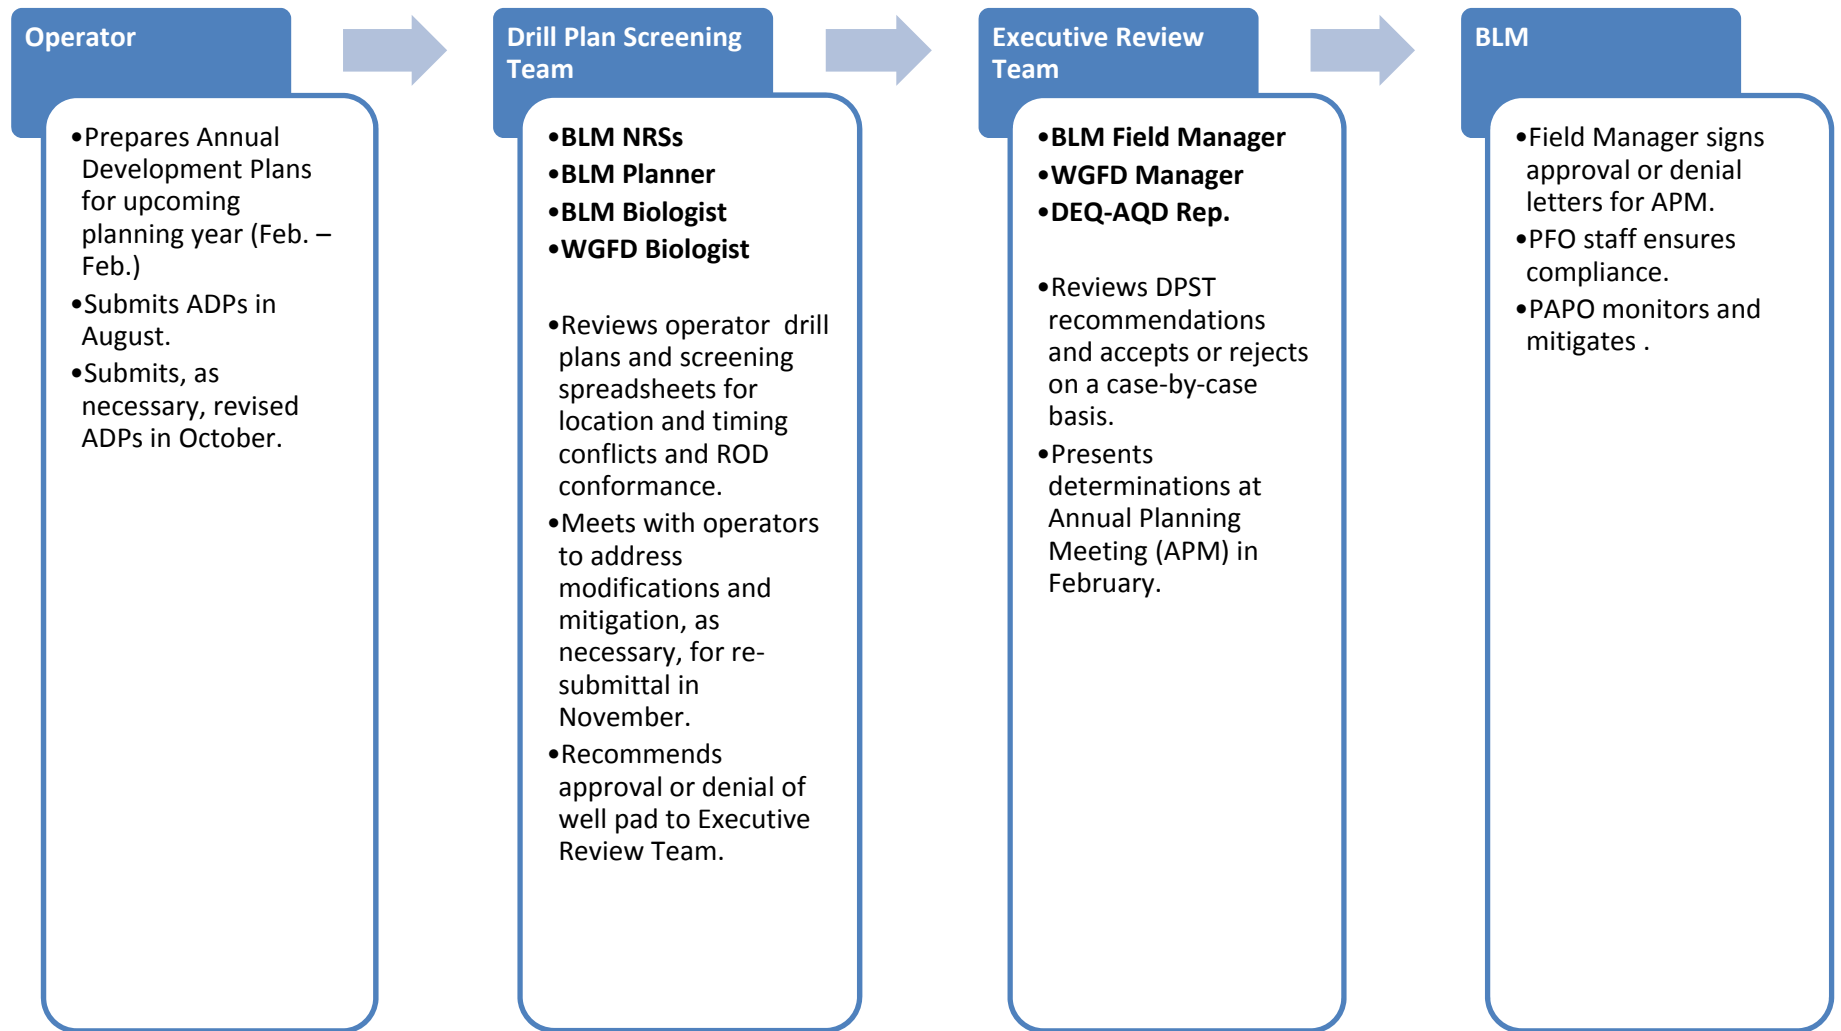 Operator
•Prepares Annual
Development Plans
for upcoming
planning year (Feb. –
Feb.)
•Submits ADPs in
August.
•Submits, as
necessary, revised
ADPs in October.
Drill Plan Screening
Team
•BLM NRSs
•BLM Planner
•BLM Biologist
•WGFD Biologist
•Reviews operator drill
plans and screening
spreadsheets for
location and timing
conflicts and ROD
conformance.
•Meets with operators
to address
modifications and
mitigation, as
necessary, for re-
submittal in
November.
•Recommends
approval or denial of
well pad to Executive
Review Team.
Executive Review
Team
•BLM Field Manager
•WGFD Manager
•DEQ-AQD Rep.
•Reviews DPST
recommendations
and accepts or rejects
on a case-by-case
basis.
•Presents
determinations at
Annual Planning
Meeting (APM) in
February.
BLM
•Field Manager signs
approval or denial
letters for APM.
•PFO staff ensures
compliance.
•PAPO monitors and
mitigates .